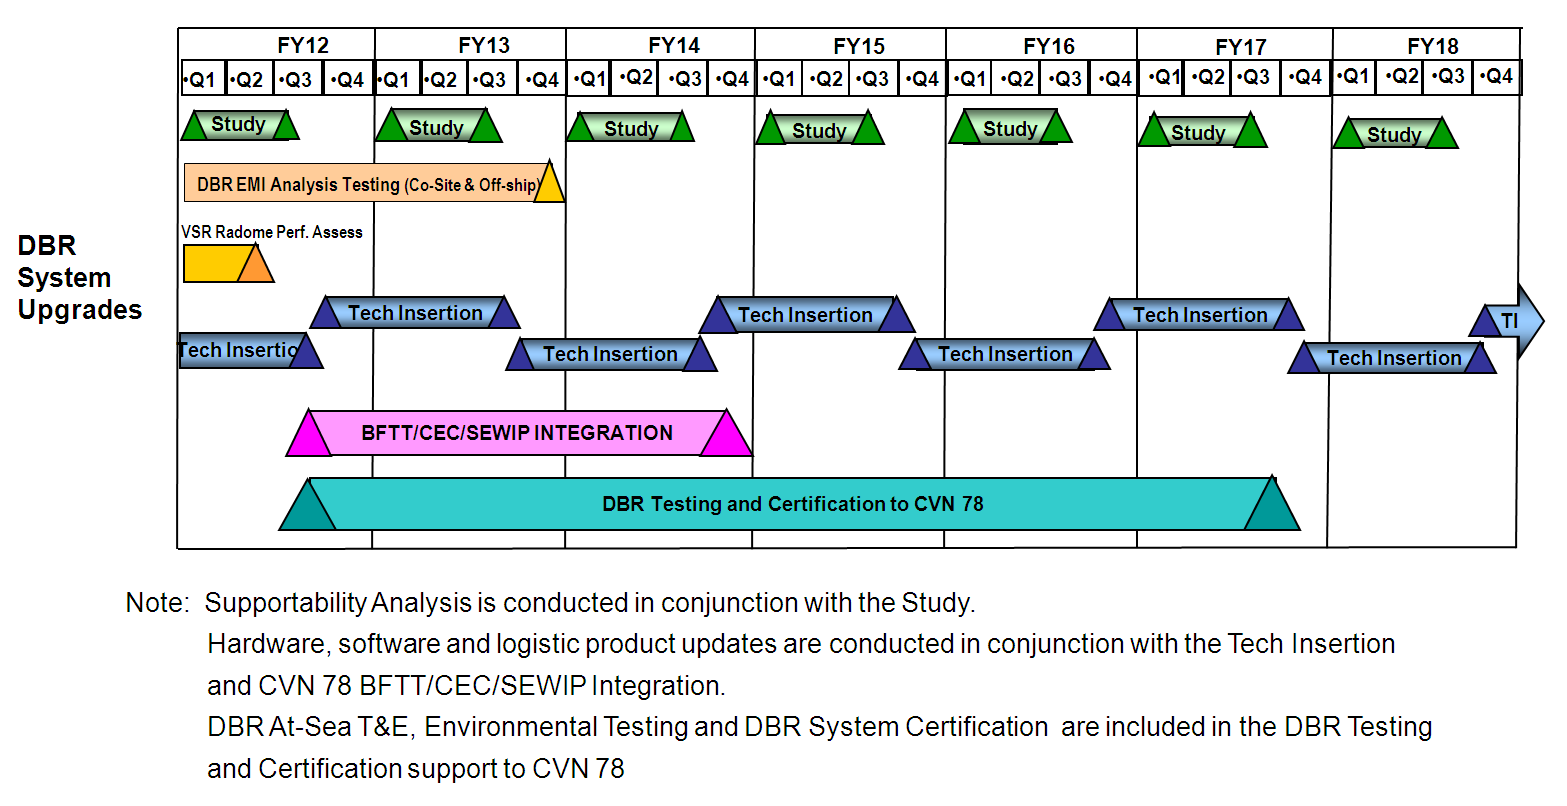 FY12 FY13 FY14 FY15 FY16 FY17 FY18
•Q1 •Q2 •Q3 •Q4 •Q1 •Q2 •Q3 •Q4 •Q1 •Q2 •Q3 •Q4 •Q1 •Q2 •Q3 •Q4 •Q1 •Q2 •Q3 •Q4 •Q1 •Q2 •Q3 •Q4 •Q1 •Q2 •Q3 •Q4
Study Study Study Study Study Study Study
DBR EMI Analysis Testing (Co-Site & Off-ship)
VSR Radome Perf. Assess
DBR
System
Upgrades
Tech Insertion Tech Insertion Tech Insertion TI
Tech Insertio Tech Insertion Tech Insertion Tech Insertion
BFTT/CEC/SEWIP INTEGRATION
DBR Testing and Certification to CVN 78
Note: Supportability Analysis is conducted in conjunction with the Study.
Hardware, software and logistic product updates are conducted in conjunction with the Tech Insertion
and CVN 78 BFTT/CEC/SEWIP Integration.
DBR At-Sea T&E, Environmental Testing and DBR System Certification are included in the DBR Testing
and Certification support to CVN 78